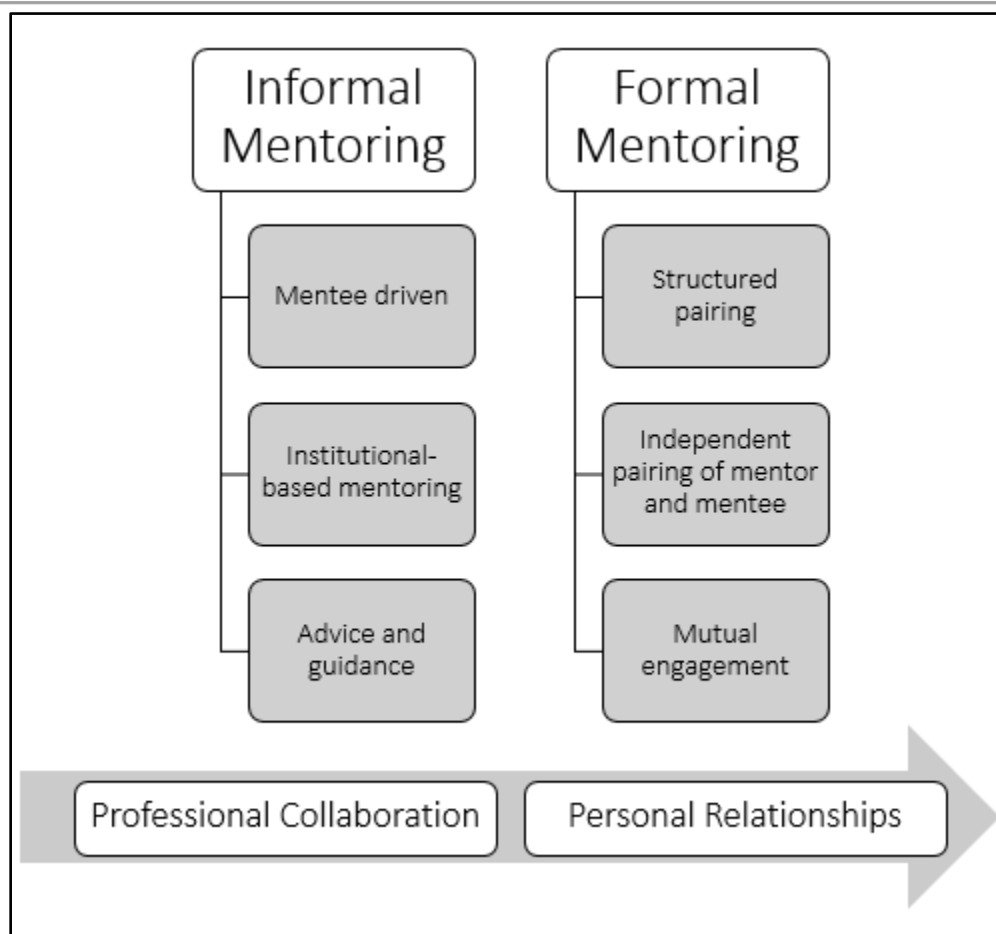 Informal
Mentoring
Mentee driven
Institutional-
based mentoring
Advice and
guidance
Formal
Mentoring
Structured
pairing
Independent
pairing of mentor
and mentee
Mutual
engagement
Professional Collaboration
Personal Relationships